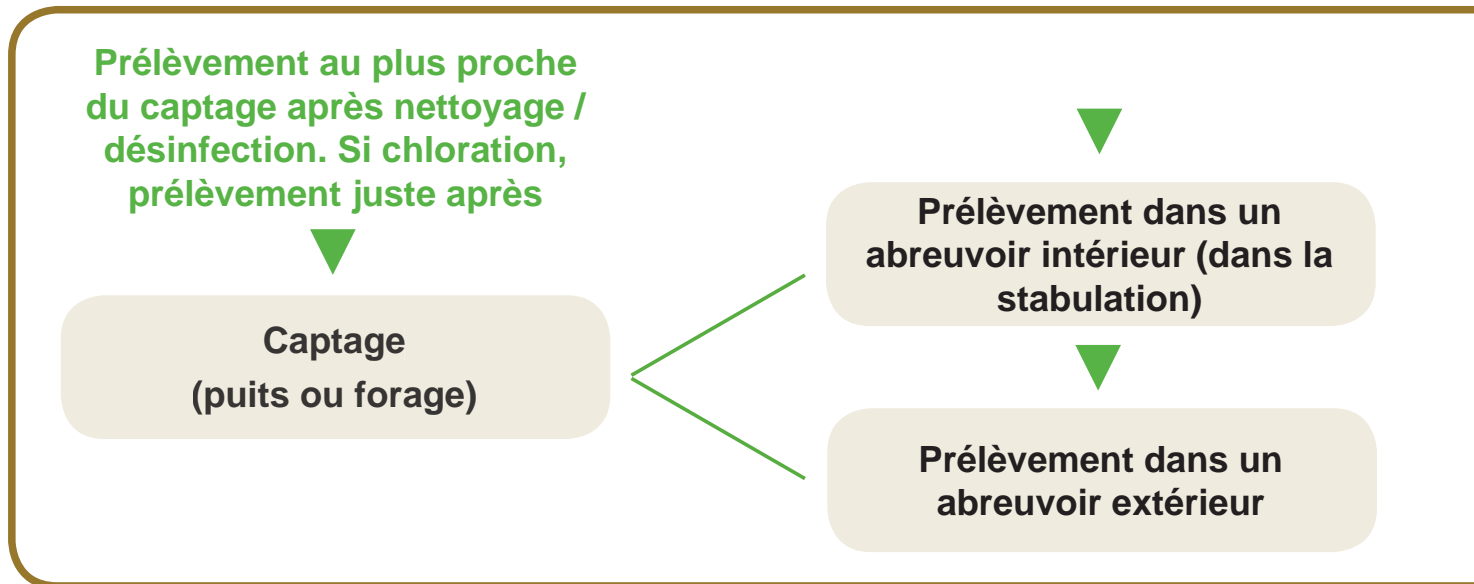 Prélèvement au plus proche
du captage après nettoyage /
désinfection. Si chloration,
prélèvement juste après
Captage
(puits ou forage)
Prélèvement dans un
abreuvoir intérieur (dans la
stabulation)
Prélèvement dans un
abreuvoir extérieur